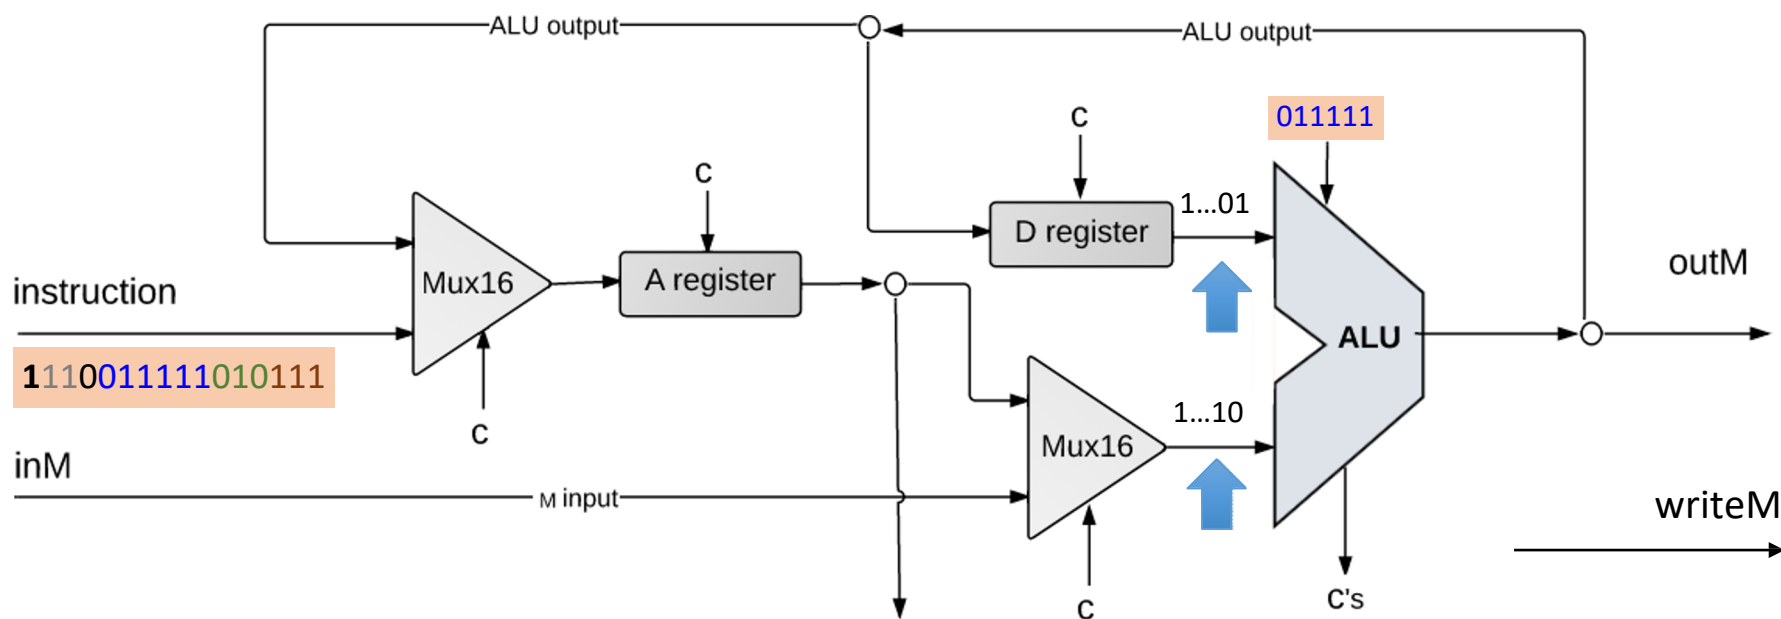 ALU output
ALU output
011111
c
c
1...01
D register
outM
Mux16
A register
instruction
ALU
1110011111010111
1...10
c
Mux16
inM
M input
writeM
c
c's